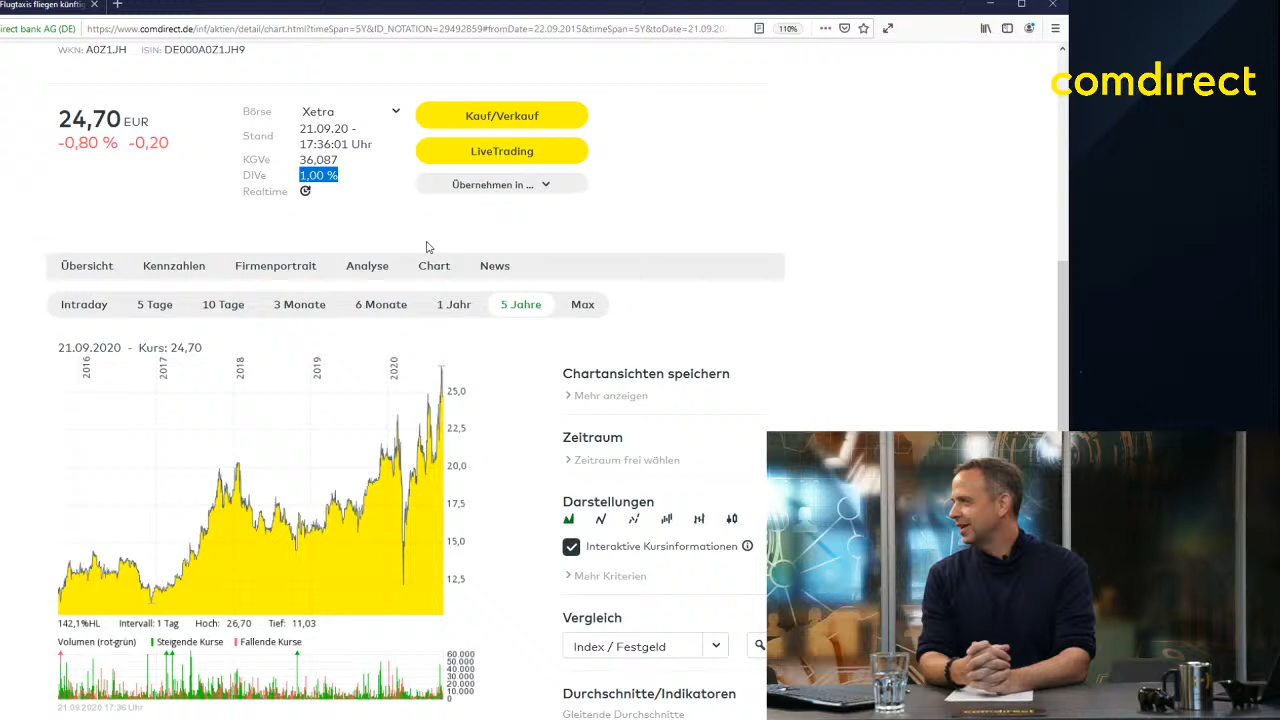 Flugtaxis fliegen künftig
direct bank AG (DE)
https://www.comdirect.de/inf/aktien/detail/chart.html?timeSpan=5Y&ID_NOTATION=29492859#fromDate=22.09.2015&timeSpan=5Y&toDate=21.09.20
110%
WKN: A0Z1JH ISIN: DE000A0Z1JH9
comdirect
24,70 EUR
-0,80 % -0,20
Börse Xetra
Stand 21.09.20 -
17:36:01 Uhr
KGVe 36,087
DIVe 1,00 %
Realtime
Kauf/Verkauf
LiveTrading
Übernehmen in ...
Übersicht Kennzahlen Firmenportrait Analyse Chart News
Intraday 5 Tage 10 Tage 3 Monate 6 Monate 1 Jahr 5 Jahre Max
21.09.2020 - Kurs: 24,70
2016 2017 2018 2019 2020
25,0
22,5
20,0
17,5
15,0
12,5
142,1%HL Intervall: 1 Tag Hoch: 26,70 Tief: 11,03
Volumen (rot-grün) Steigende Kurse Fallende Kurse
60.000
50.000
40.000
30.000
20.000
10.000
0
21.09.2020 17:36 Uhr
Chartansichten speichern
Mehr anzeigen
Zeitraum
Zeitraum frei wählen
Darstellungen
Interaktive Kursinformationen
Mehr Kriterien
Vergleich
Index / Festgeld
Durchschnitte/Indikatoren
Gleitende Durchschnitte
comdirect